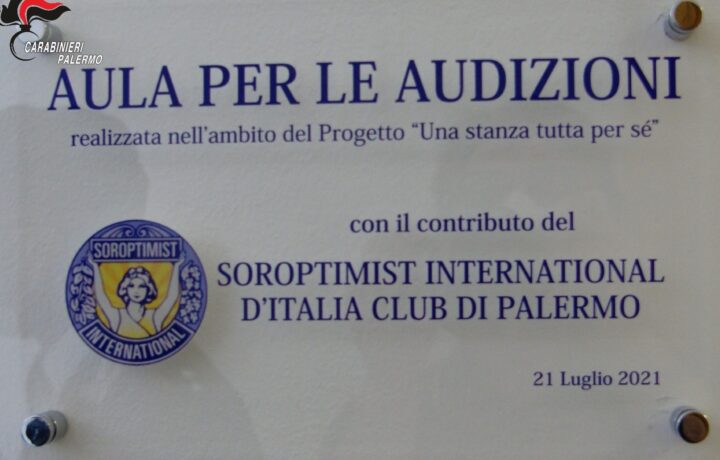 CARABINIERI
PALERMO
AULA PER LE AUDIZIONI
realizzata nell'ambito del Progetto "Una stanza tutta per sé"
con il contributo del
SOROPTIMIST
INTERNATIONAL
SOROPTIMIST INTERNATIONAL
D'ITALIA CLUB DI PALERMO
21 Luglio 2021